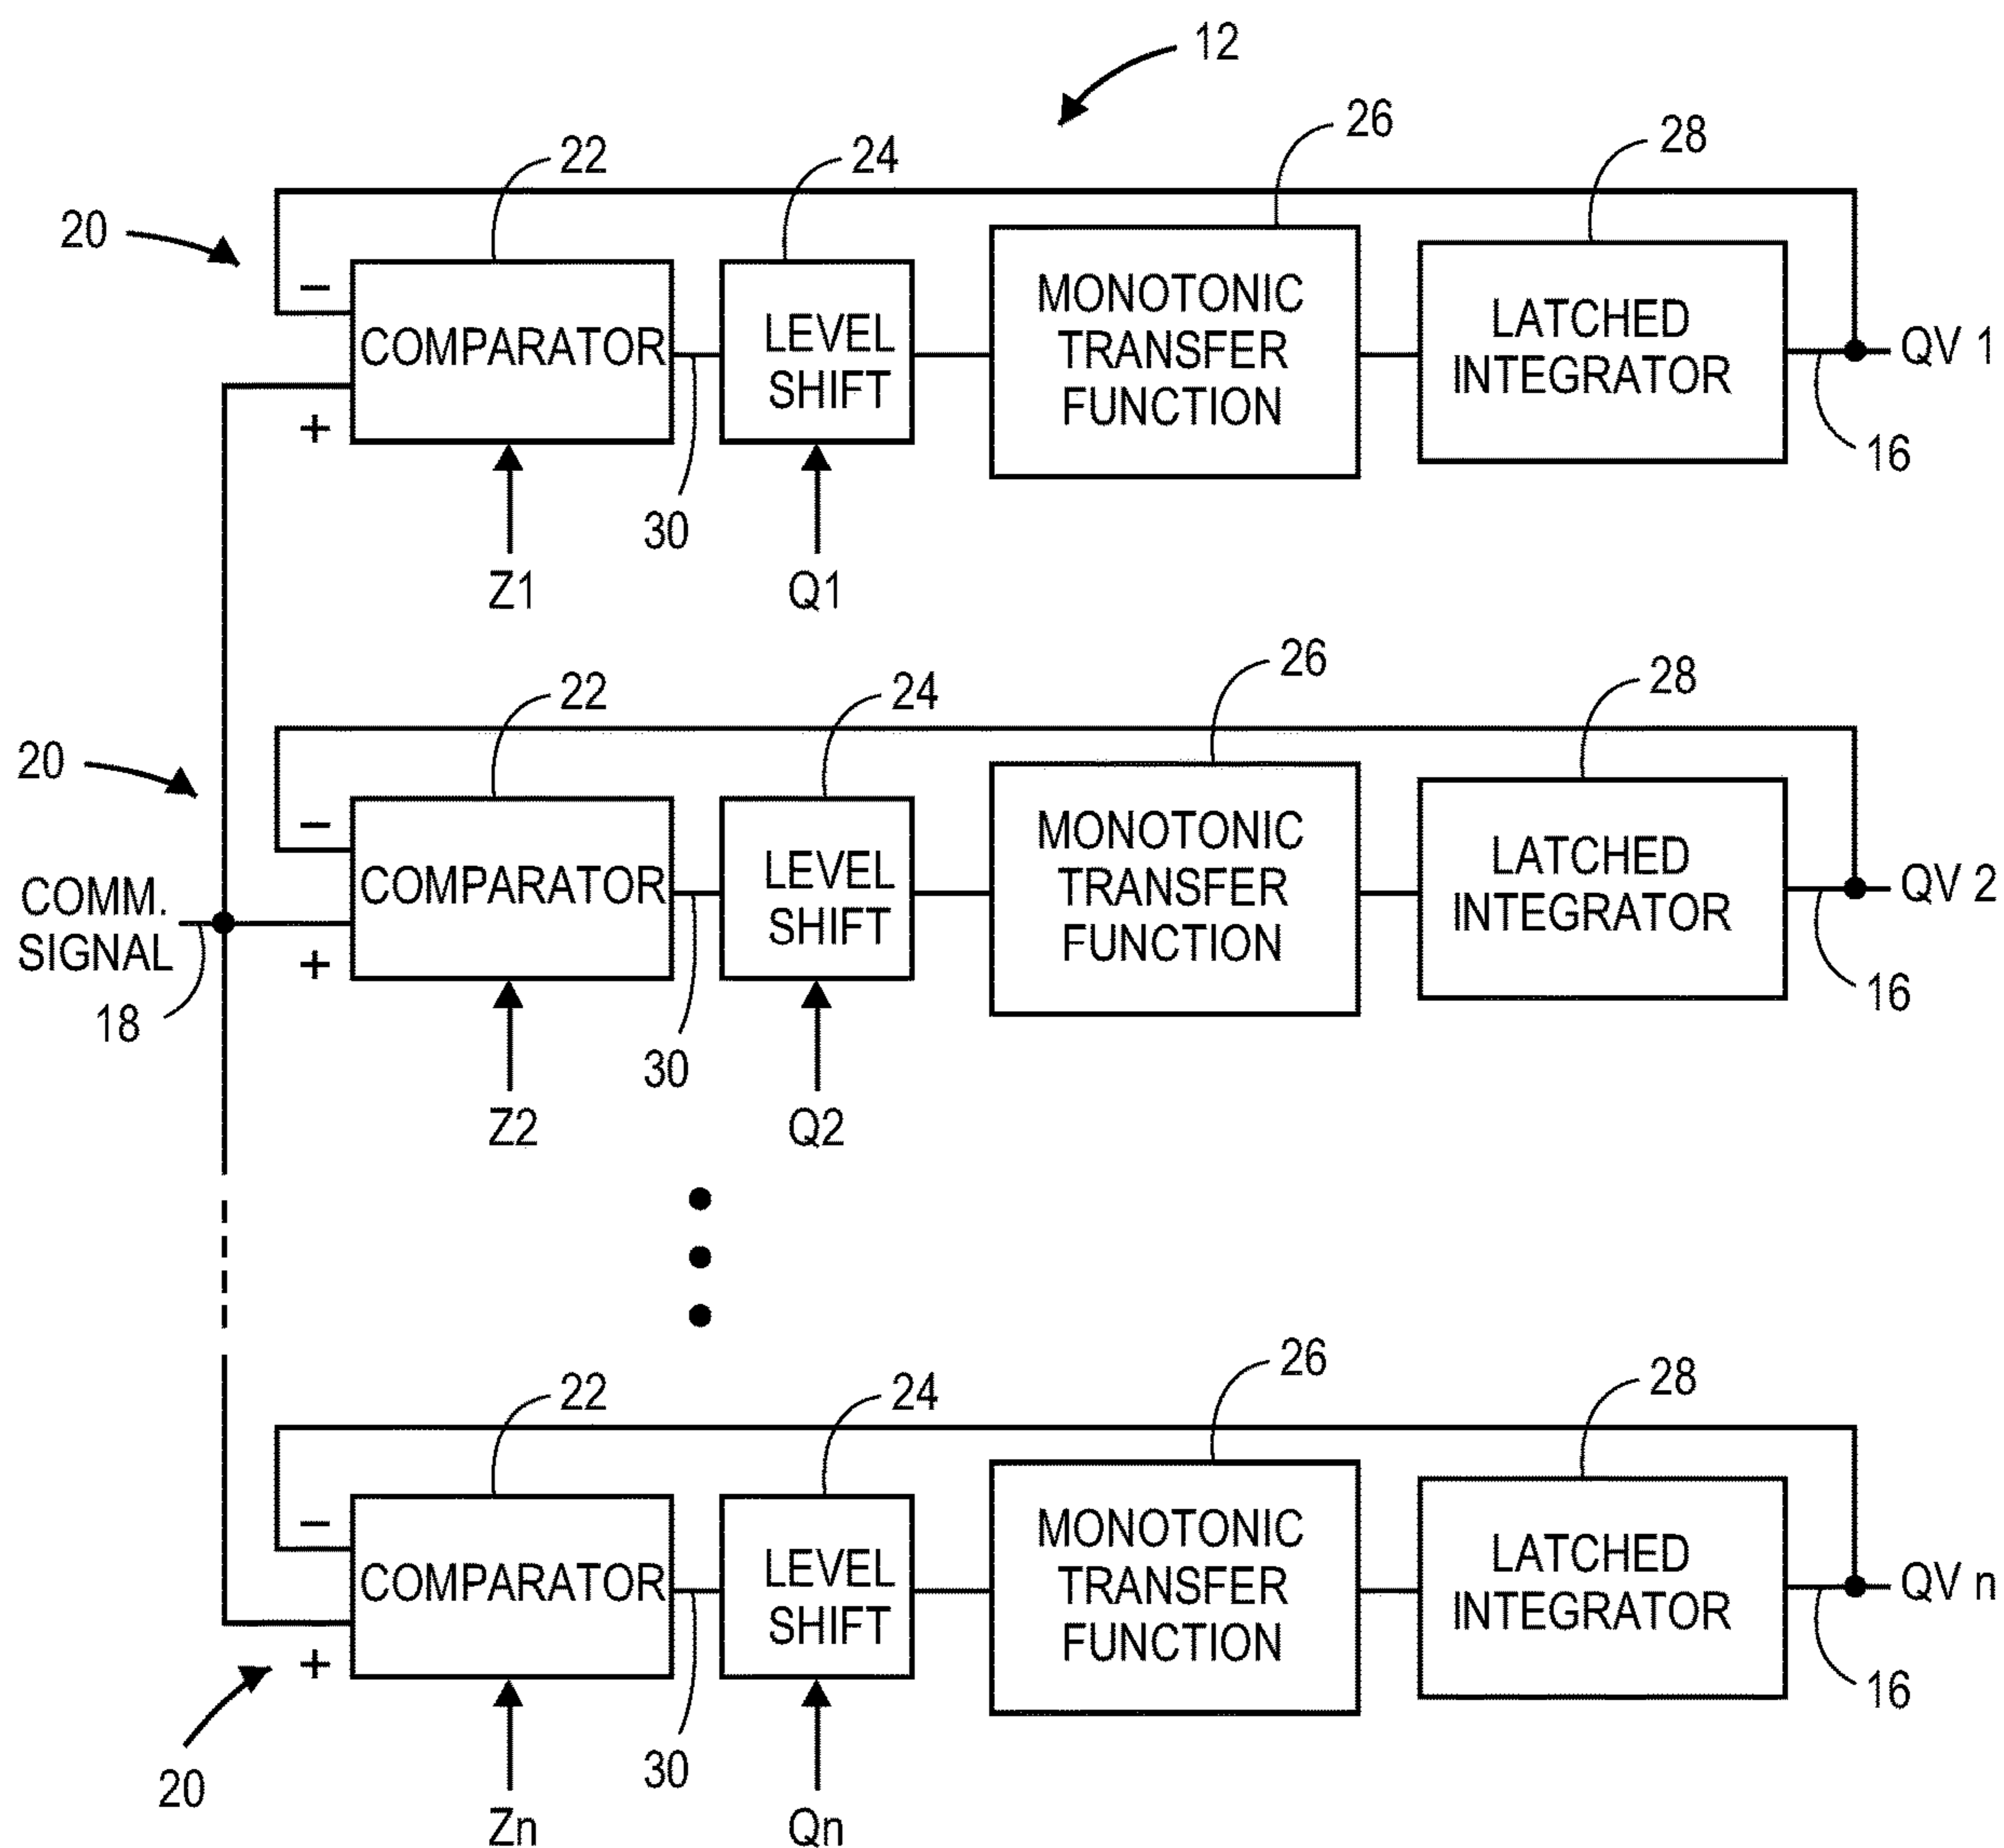 12
22
24
26
28
20
−
COMPARATOR
+
LEVEL
SHIFT
MONOTONIC
TRANSFER
FUNCTION
LATCHED
INTEGRATOR
QV 1
16
30
Z1
Q1
22
24
26
28
20
−
COMPARATOR
+
LEVEL
SHIFT
MONOTONIC
TRANSFER
FUNCTION
LATCHED
INTEGRATOR
QV 2
COMM.
SIGNAL
18
16
30
Z2
Q2
22
24
26
28
−
COMPARATOR
+
LEVEL
SHIFT
MONOTONIC
TRANSFER
FUNCTION
LATCHED
INTEGRATOR
QV n
16
20
30
Zn
Qn